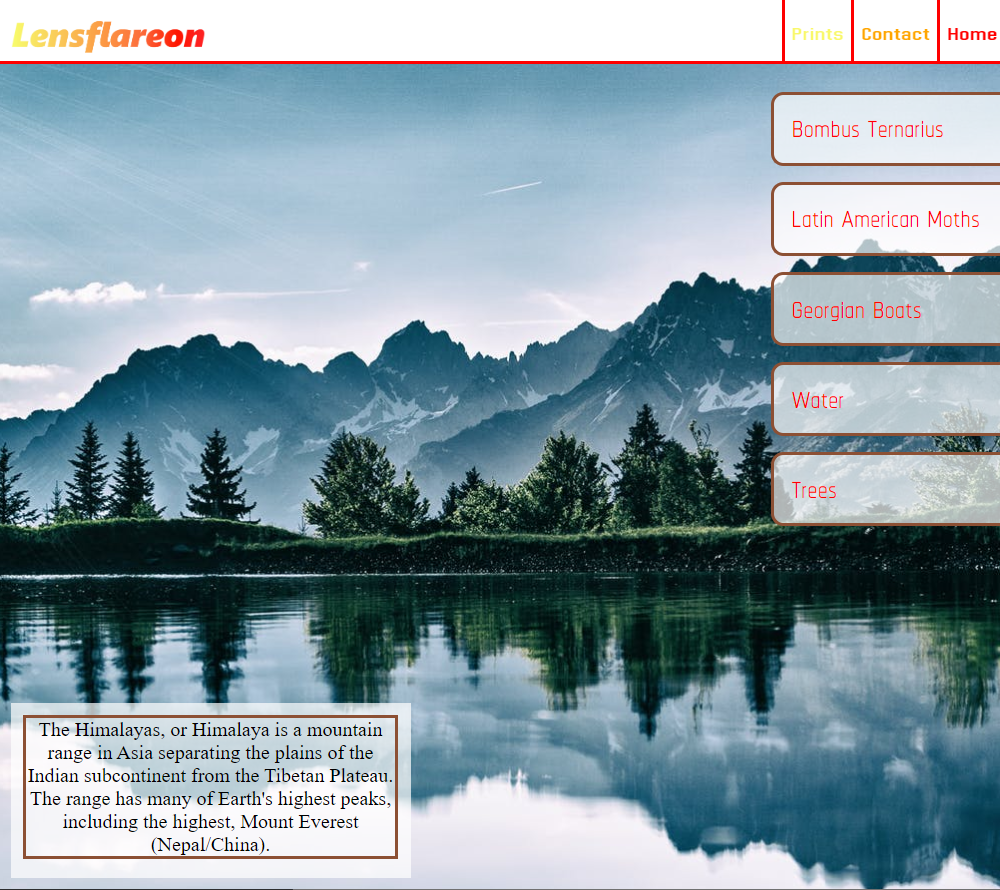 Lensflareon
Prints Contact Home
Bombus Ternarius
Latin American Moths
Georgian Boats
Water
Trees
The Himalayas, or Himalaya is a mountain
range in Asia separating the plains of the
Indian subcontinent from the Tibetan Plateau.
The range has many of Earth's highest peaks,
including the highest, Mount Everest
(Nepal/China).